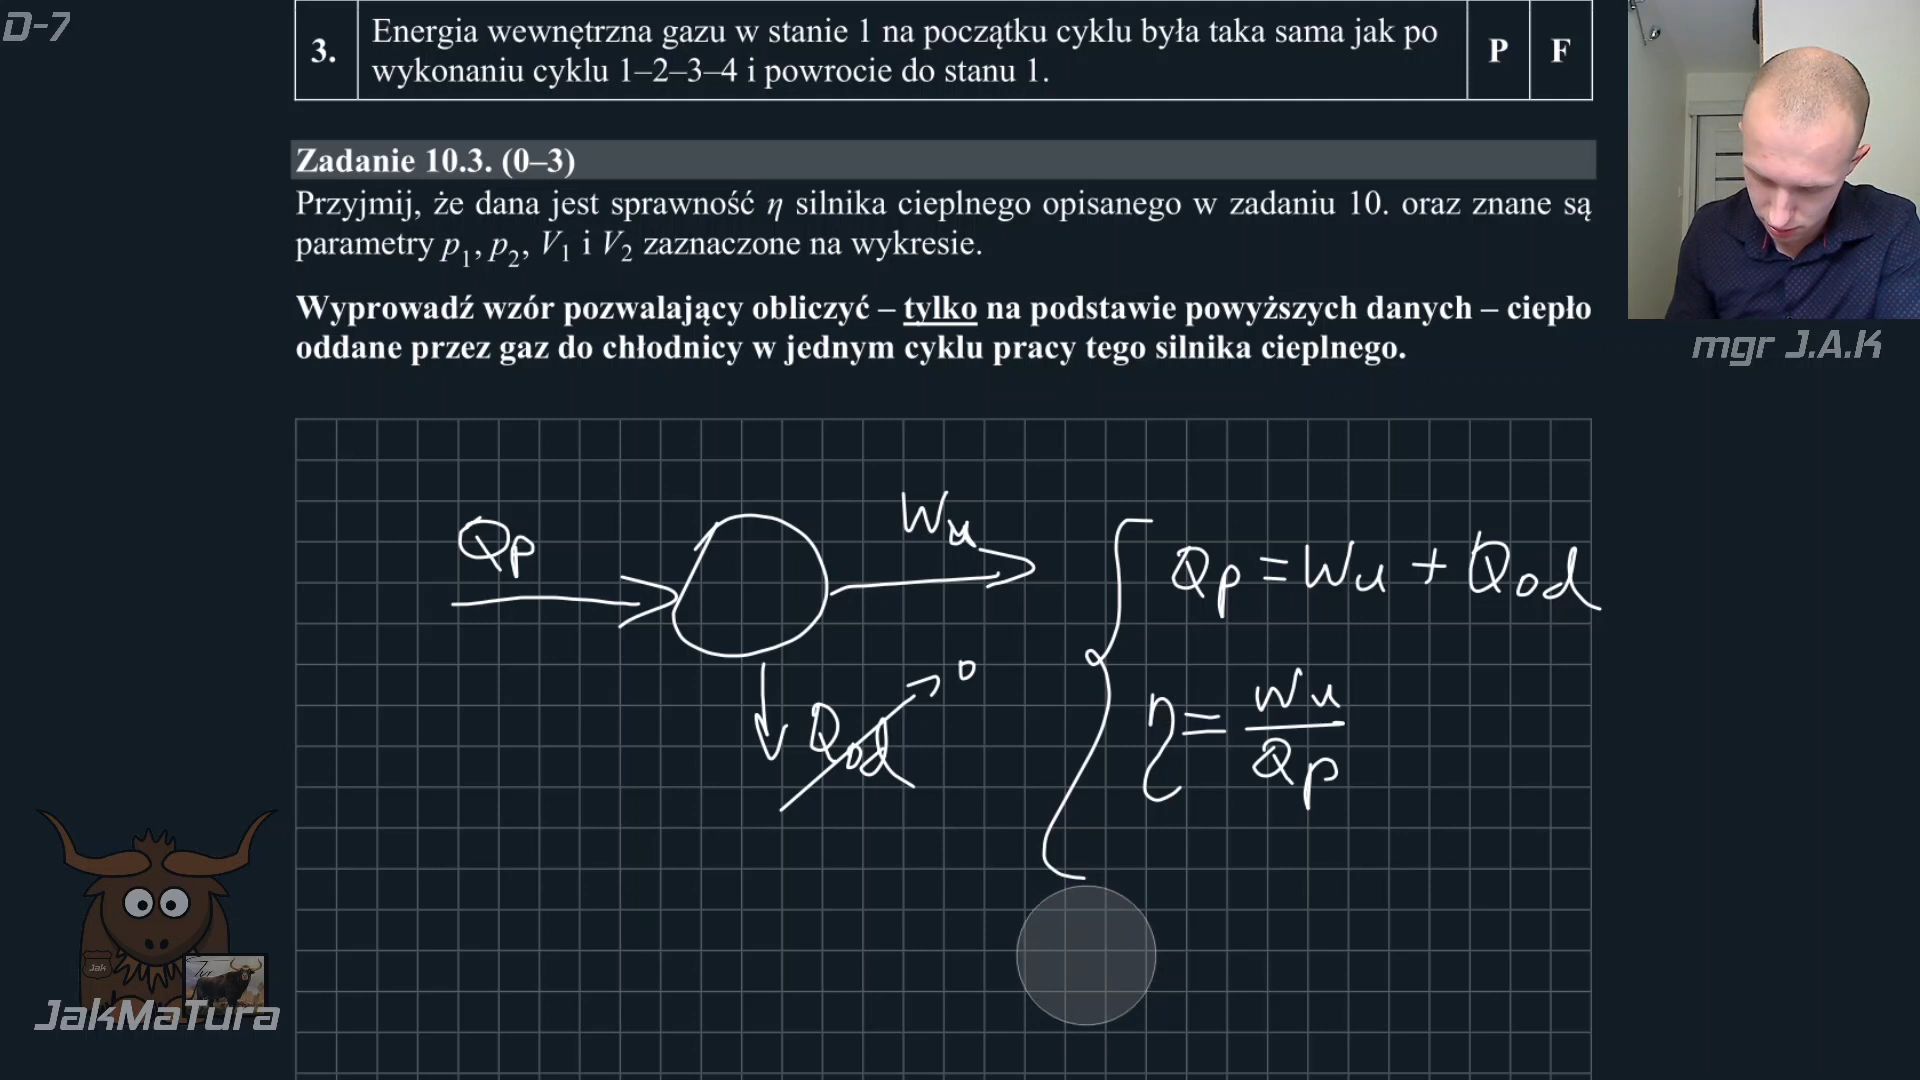 D-7
3. Energia wewnętrzna gazu w stanie 1 na początku cyklu była taka sama jak po P F
wykonaniu cyklu 1–2–3–4 i powrocie do stanu 1.
Zadanie 10.3. (0–3)
Przyjmij, że dana jest sprawność η silnika cieplnego opisanego w zadaniu 10. oraz znane są
parametry p₁, p₂, V₁ i V₂ zaznaczone na wykresie.
Wyprowadź wzór pozwalający obliczyć – tylko na podstawie powyższych danych – ciepło
oddane przez gaz do chłodnicy w jednym cyklu pracy tego silnika cieplnego.
mgr J.A.K
Qp
Wu
Qod
0
Qp = Wu + Qod
η = Wu / Qp
Jak
Tur
JakMaTura